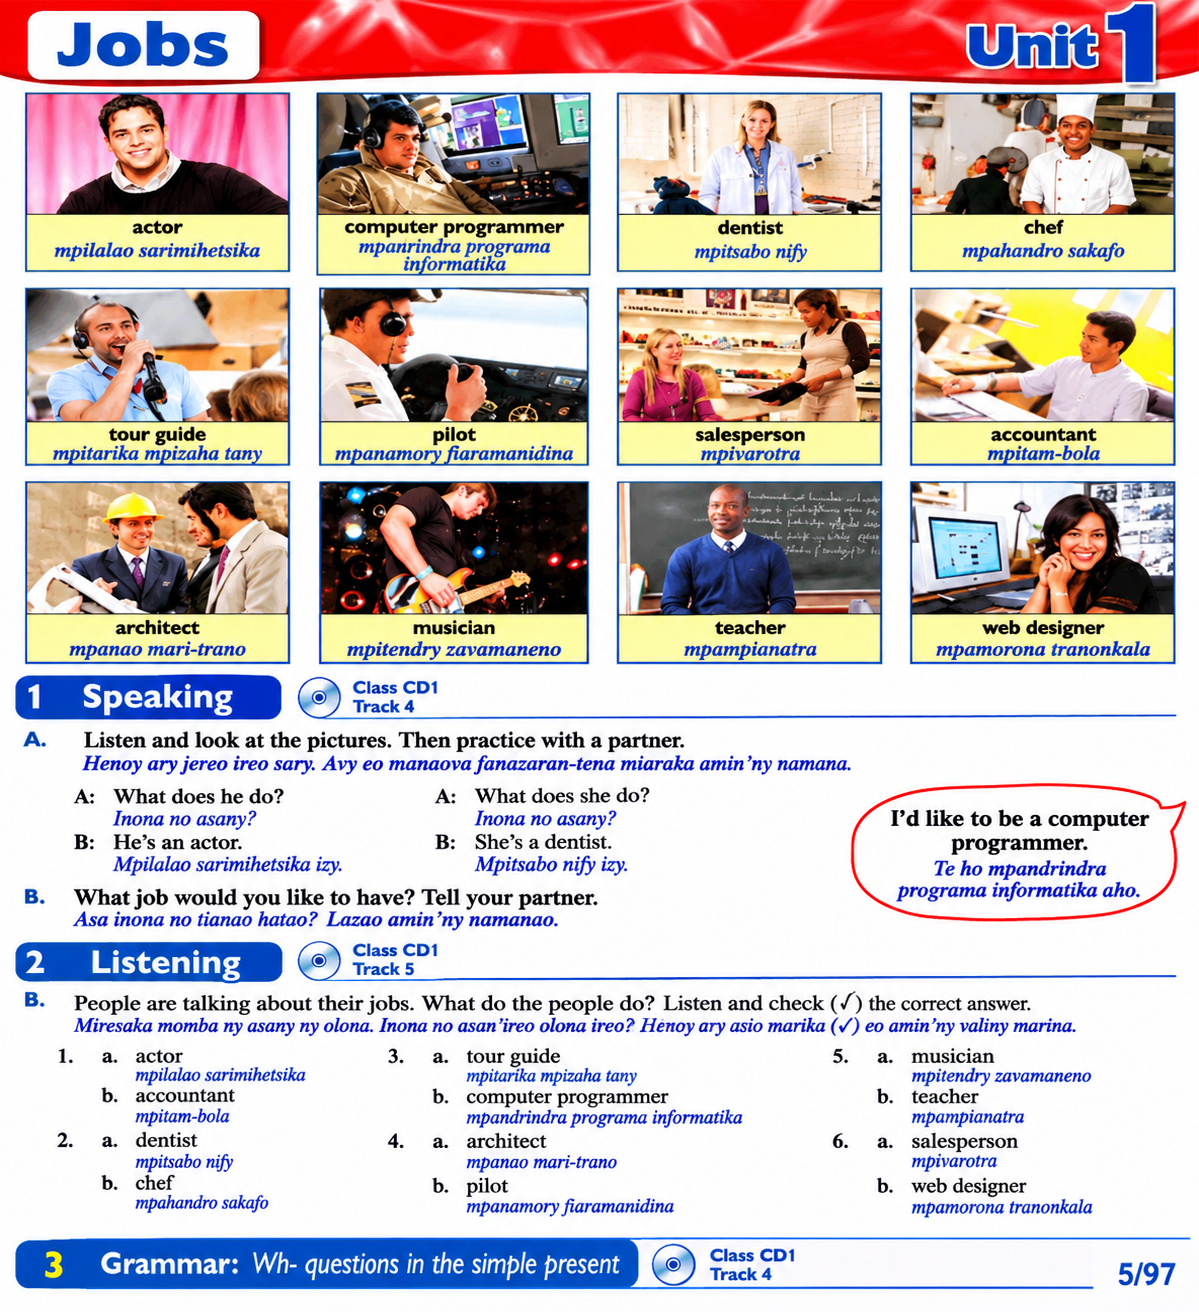 Jobs
Unit 1
actor
mpilalao sarimihetsika
computer programmer
mpanrindra programa
informatika
dentist
mpitsabo nify
chef
mpahandro sakafo
tour guide
mpitarika mpizaha tany
pilot
mpanamory fiaramanidina
salesperson
mpivarotra
accountant
mpitam-bola
architect
mpanao mari-trano
musician
mpitendry zavamaneno
teacher
mpampianatra
web designer
mpamorona tranonkala
1 Speaking
Class CD1
Track 4
A. Listen and look at the pictures. Then practice with a partner.
Henoy ary jereo ireo sary. Avy eo manaova fanazaran-tena miaraka amin'ny namana.
A: What does he do?
Inona no asany?
B: He's an actor.
Mpilalao sarimihetsika izy.
A: What does she do?
Inona no asany?
B: She's a dentist.
Mpitsabo nify izy.
I'd like to be a computer
programmer.
Te ho mpandrindra
programa informatika aho.
B. What job would you like to have? Tell your partner.
Asa inona no tianao hatao? Lazao amin'ny namanao.
2 Listening
Class CD1
Track 5
B. People are talking about their jobs. What do the people do? Listen and check (✓) the correct answer.
Miresaka momba ny asany ny olona. Inona no asan'ireo olona ireo? Henoy ary asio marika (✓) eo amin'ny valiny marina.
1. a. actor
mpilalao sarimihetsika
b. accountant
mpitam-bola
2. a. dentist
mpitsabo nify
b. chef
mpahandro sakafo
3. a. tour guide
mpitarika mpizaha tany
b. computer programmer
mpandrindra programa informatika
4. a. architect
mpanao mari-trano
b. pilot
mpanamory fiaramanidina
5. a. musician
mpitendry zavamaneno
b. teacher
mpampianatra
6. a. salesperson
mpivarotra
b. web designer
mpamorona tranonkala
3 Grammar: Wh- questions in the simple present
Class CD1
Track 4
5/97